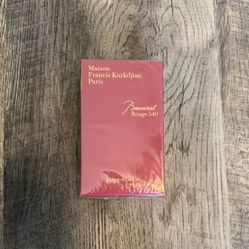 Maison
Francis Kurkdjian
Paris
Baccarat
Rouge 540